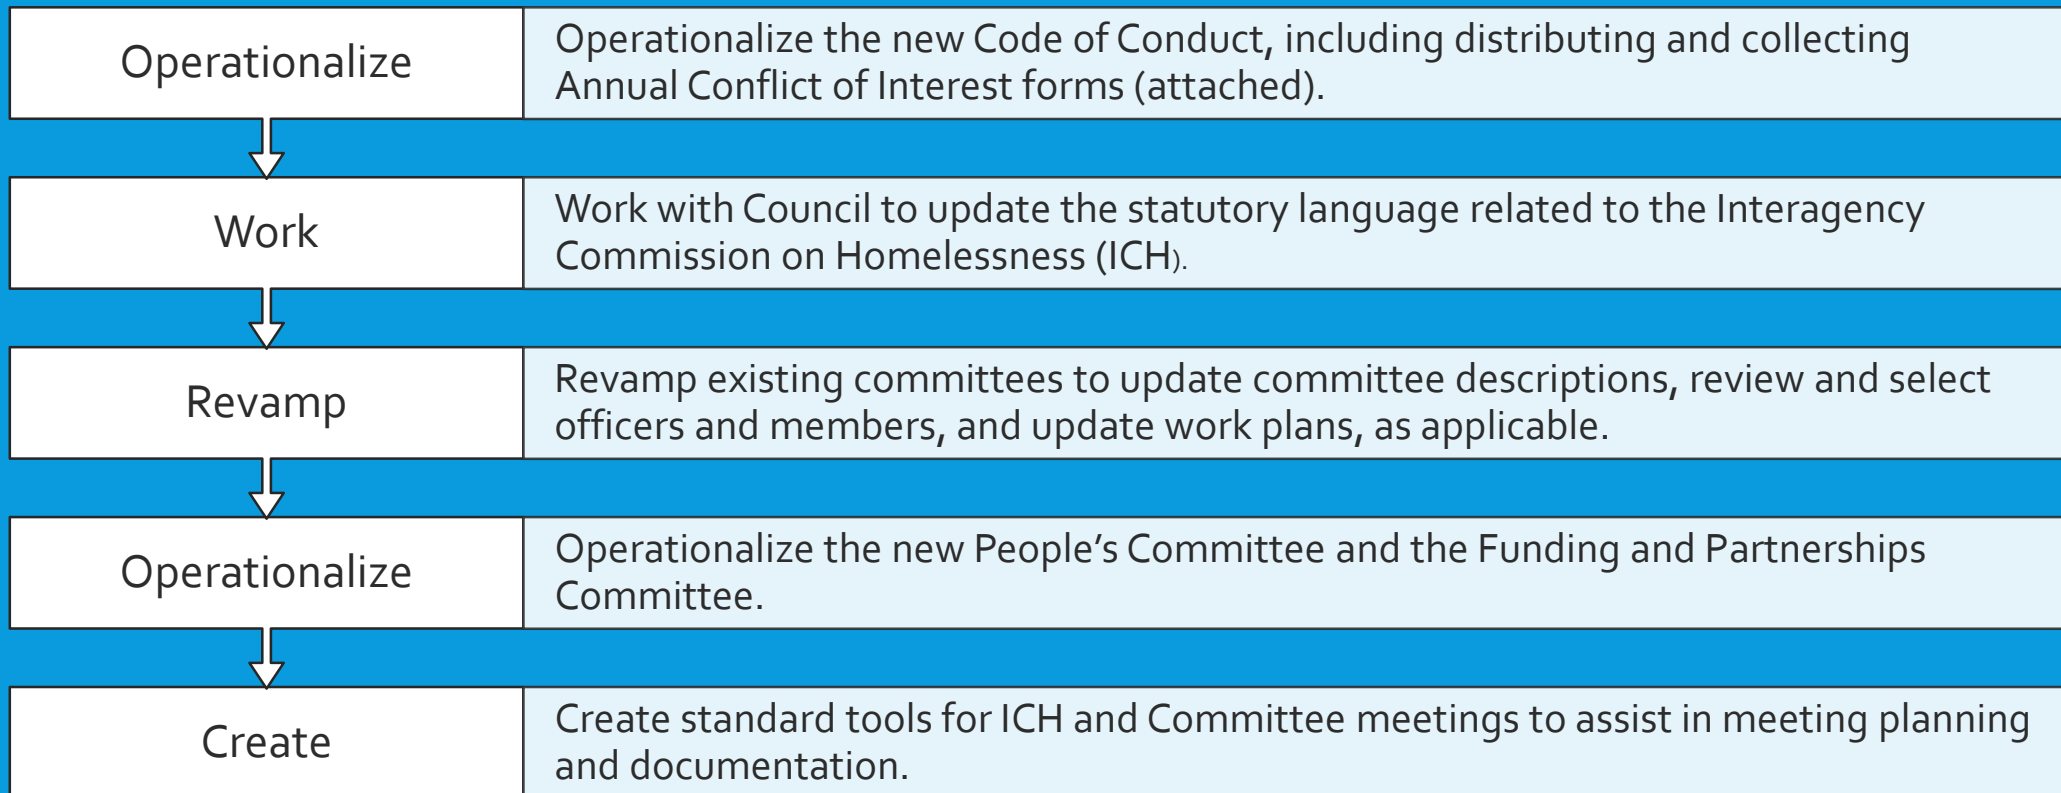 Operationalize
Operationalize the new Code of Conduct, including distributing and collecting
Annual Conflict of Interest forms (attached).
Work
Work with Council to update the statutory language related to the Interagency
Commission on Homelessness (ICH).
Revamp
Revamp existing committees to update committee descriptions, review and select
officers and members, and update work plans, as applicable.
Operationalize
Operationalize the new People’s Committee and the Funding and Partnerships
Committee.
Create
Create standard tools for ICH and Committee meetings to assist in meeting planning
and documentation.